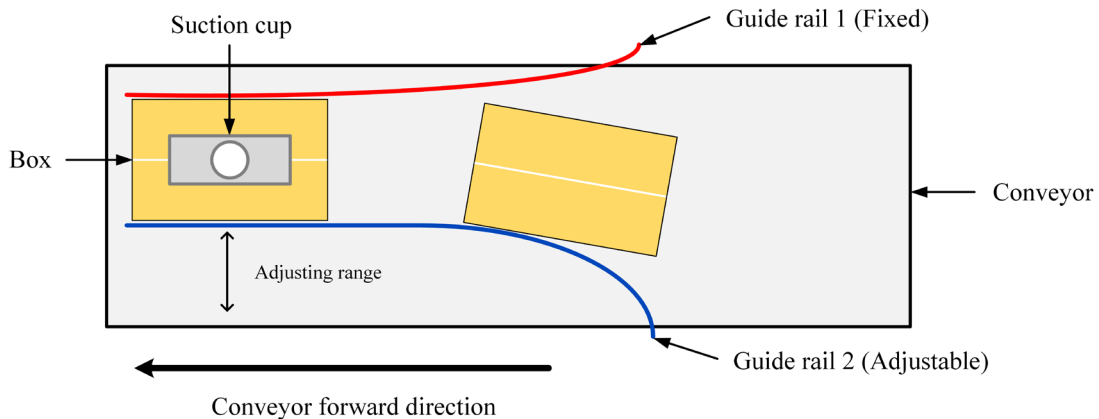 Guide rail 1 (Fixed)
Suction cup
Box
Conveyor
Adjusting range
Guide rail 2 (Adjustable)
Conveyor forward direction